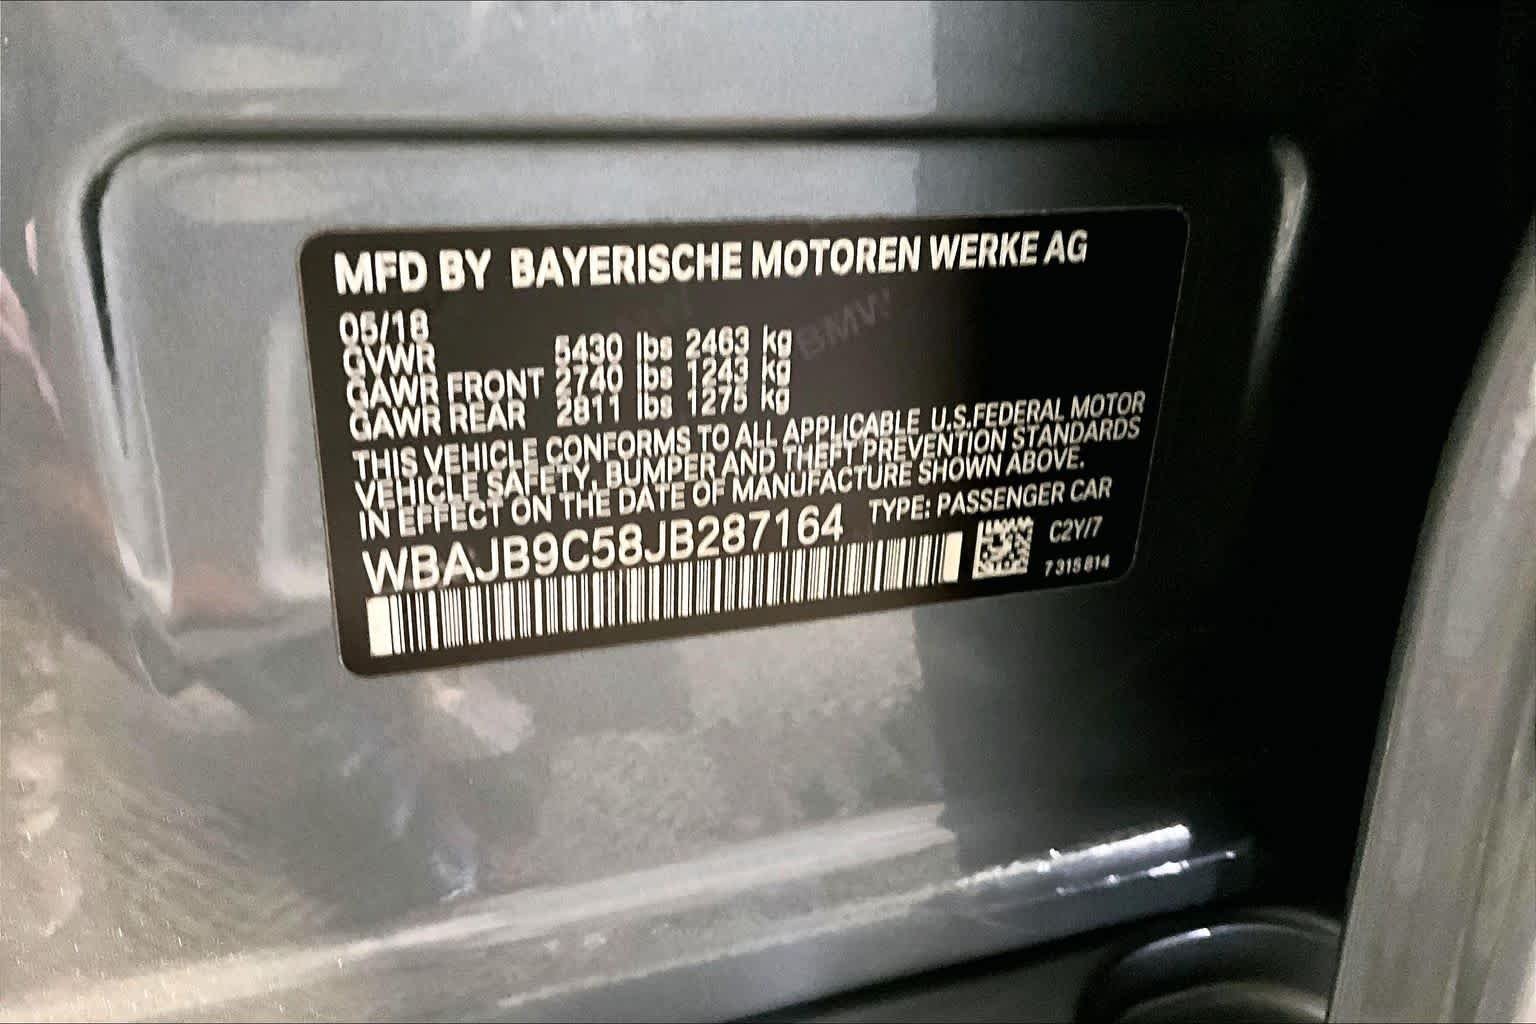 MFD BY BAYERISCHE MOTOREN WERKE AG
05/18
GVWR 5430 lbs 2463 kg
GAWR FRONT 2740 lbs 1243 kg
GAWR REAR 2811 lbs 1275 kg
THIS VEHICLE CONFORMS TO ALL APPLICABLE U.S.FEDERAL MOTOR
VEHICLE SAFETY, BUMPER AND THEFT PREVENTION STANDARDS
IN EFFECT ON THE DATE OF MANUFACTURE SHOWN ABOVE.
WBAJB9C58JB287164 TYPE: PASSENGER CAR
C2Y/7
7 315 814
BMW